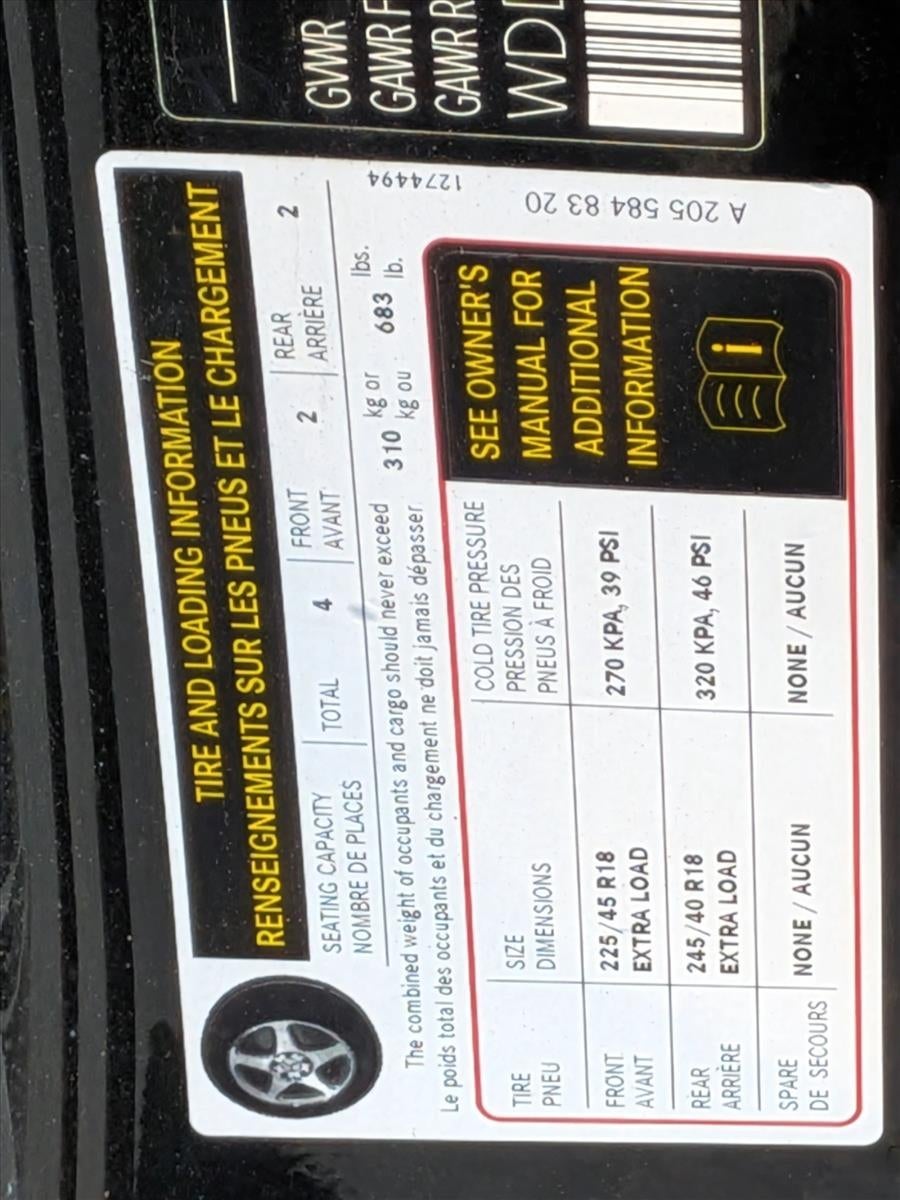 GVWR
GAWR F
GAWR R
WD
TIRE AND LOADING INFORMATION
RENSEIGNEMENTS SUR LES PNEUS ET LE CHARGEMENT
SEATING CAPACITY
NOMBRE DE PLACES
TOTAL 4
FRONT
AVANT
2
REAR
ARRIÈRE
2
The combined weight of occupants and cargo should never exceed 310 kg or 683 lbs.
Le poids total des occupants et du chargement ne doit jamais dépasser kg ou lb.
1274494
A 205 584 83 20
TIRE
PNEU
SIZE
DIMENSIONS
COLD TIRE PRESSURE
PRESSION DES
PNEUS À FROID
FRONT
AVANT
225/45 R18
EXTRA LOAD
270 KPA, 39 PSI
REAR
ARRIÈRE
245/40 R18
EXTRA LOAD
320 KPA, 46 PSI
SPARE
DE SECOURS
NONE / AUCUN
NONE / AUCUN
SEE OWNER'S
MANUAL FOR
ADDITIONAL
INFORMATION
i